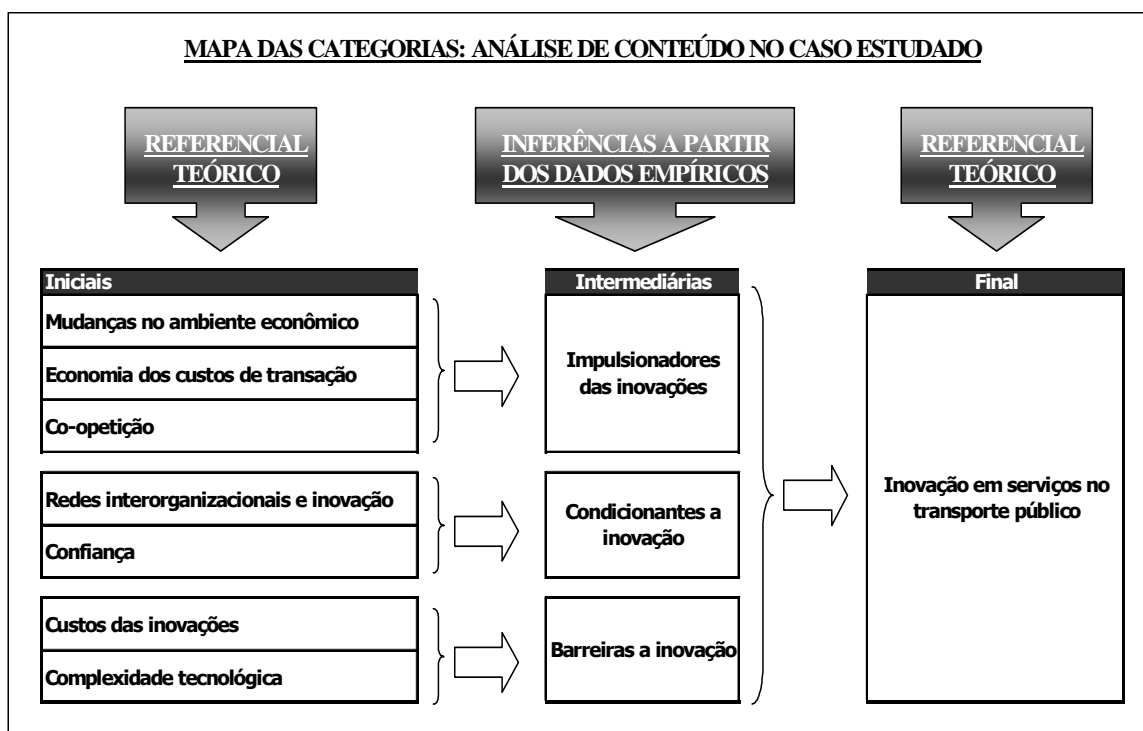 MAPA DAS CATEGORIAS: ANÁLISE DE CONTEÚDO NO CASO ESTUDADO
REFERENCIAL
TEÓRICO
INFERÊNCIAS A PARTIR
DOS DADOS EMPÍRICOS
REFERENCIAL
TEÓRICO
Iniciais
Mudanças no ambiente econômico
Economia dos custos de transação
Co-opetição
Redes interorganizacionais e inovação
Confiança
Custos das inovações
Complexidade tecnológica
Intermediárias
Impulsionadores
das inovações
Condicionantes a
inovação
Barreiras a inovação
Final
Inovação em serviços no
transporte público